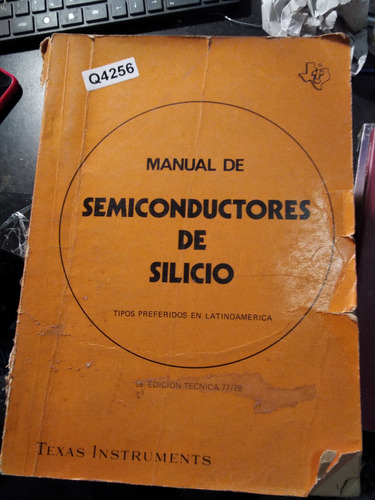 Q4256
MANUAL DE
SEMICONDUCTORES
DE
SILICIO
TIPOS PREFERIDOS EN LATINOAMERICA
EDICION TECNICA 77/78
TEXAS INSTRUMENTS